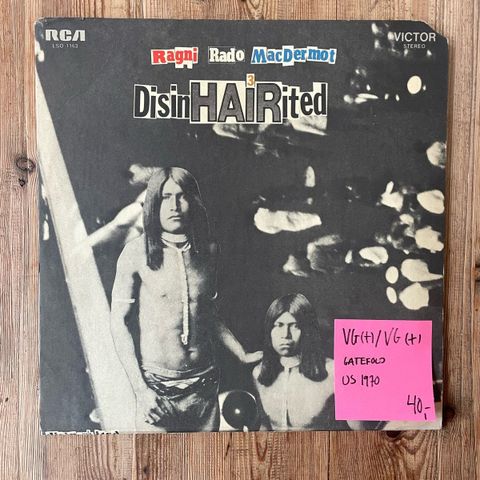 RCA
LSO 1163
VICTOR
STEREO
Ragni Rado MacDermot
3
DisinHAIRited
VG(+)/VG(+)
GATEFOLD
US 1970
40,-